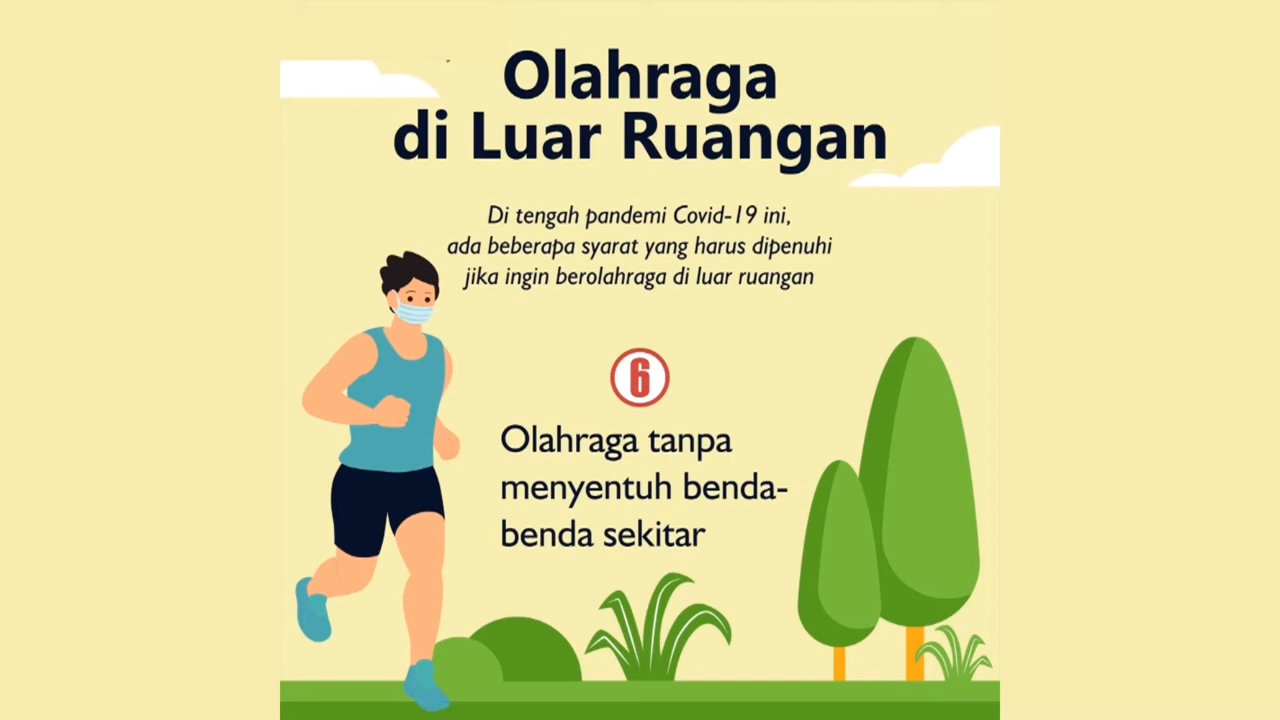 Olahraga
di Luar Ruangan
Di tengah pandemi Covid-19 ini,
ada beberapa syarat yang harus dipenuhi
jika ingin berolahraga di luar ruangan
6
Olahraga tanpa
menyentuh benda-
benda sekitar